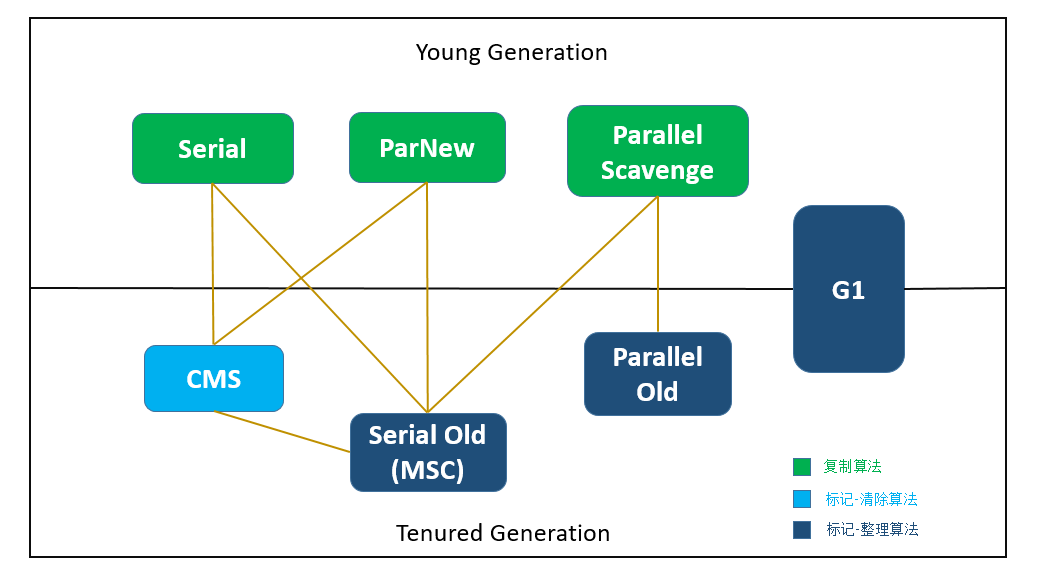 Young Generation
Serial
ParNew
Parallel
Scavenge
G1
CMS
Parallel
Old
Serial Old
(MSC)
复制算法
标记-清除算法
标记-整理算法
Tenured Generation